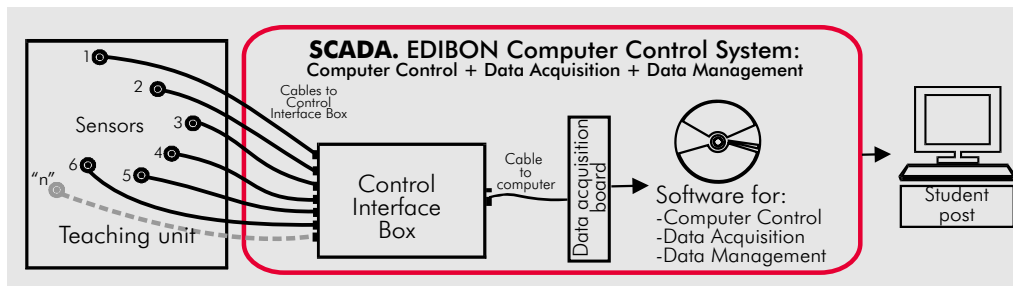 SCADA. EDIBON Computer Control System:
Computer Control + Data Acquisition + Data Management
1
2
Cables to
Control
Interface Box
Sensors
3
4
6
5
"n"
Teaching unit
Control
Interface
Box
Cable
to
computer
Data acquisition
board
Software for:
-Computer Control
-Data Acquisition
-Data Management
Student
post